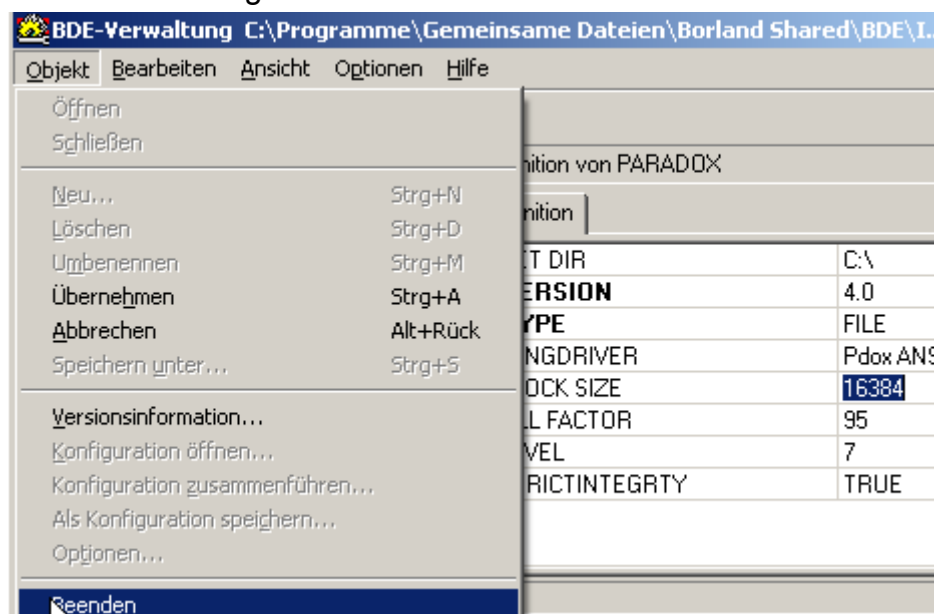 BDE-Verwaltung C:\Programme\Gemeinsame Dateien\Borland Shared\BDE\I...
Objekt Bearbeiten Ansicht Optionen Hilfe
Öffnen
Schließen
nition von PARADOX
Neu... Strg+N
nition
Löschen Strg+D
Umbenennen Strg+M
ET DIR C:\
Übernehmen Strg+A
ERSION 4.0
Abbrechen Alt+Rück
YPE FILE
Speichern unter... Strg+S
NGDRIVER Pdox ANS
OCK SIZE 16384
Versionsinformation...
LL FACTOR 95
Konfiguration öffnen...
VEL 7
Konfiguration zusammenführen...
RICTINTEGRTY TRUE
Als Konfiguration speichern...
Optionen...
Beenden